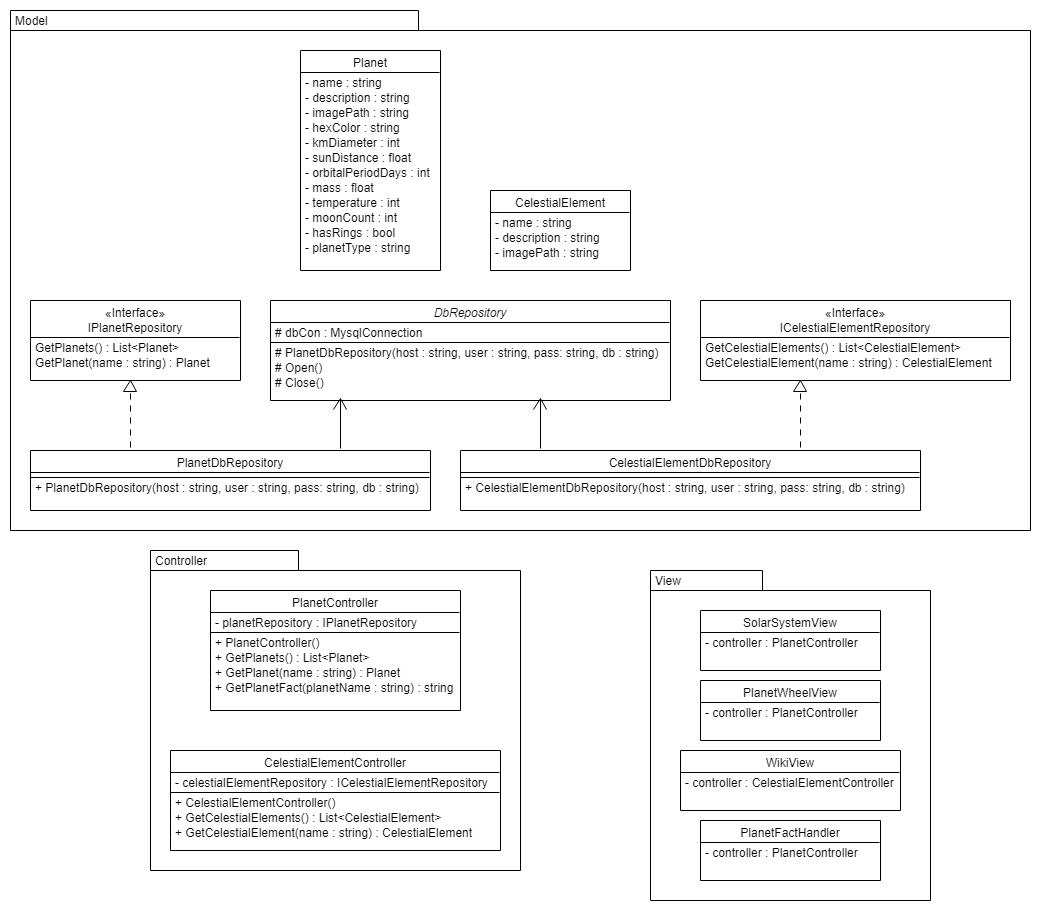 Model
Planet
- name : string
- description : string
- imagePath : string
- hexColor : string
- kmDiameter : int
- sunDistance : float
- orbitalPeriodDays : int
- mass : float
- temperature : int
- moonCount : int
- hasRings : bool
- planetType : string
CelestialElement
- name : string
- description : string
- imagePath : string
«Interface»
IPlanetRepository
GetPlanets() : List<Planet>
GetPlanet(name : string) : Planet
DbRepository
# dbCon : MysqlConnection
# PlanetDbRepository(host : string, user : string, pass: string, db : string)
# Open()
# Close()
«Interface»
ICelestialElementRepository
GetCelestialElements() : List<CelestialElement>
GetCelestialElement(name : string) : CelestialElement
PlanetDbRepository
+ PlanetDbRepository(host : string, user : string, pass: string, db : string)
CelestialElementDbRepository
+ CelestialElementDbRepository(host : string, user : string, pass: string, db : string)
Controller
PlanetController
- planetRepository : IPlanetRepository
+ PlanetController()
+ GetPlanets() : List<Planet>
+ GetPlanet(name : string) : Planet
+ GetPlanetFact(planetName : string) : string
CelestialElementController
- celestialElementRepository : ICelestialElementRepository
+ CelestialElementController()
+ GetCelestialElements() : List<CelestialElement>
+ GetCelestialElement(name : string) : CelestialElement
View
SolarSystemView
- controller : PlanetController
PlanetWheelView
- controller : PlanetController
WikiView
- controller : CelestialElementController
PlanetFactHandler
- controller : PlanetController